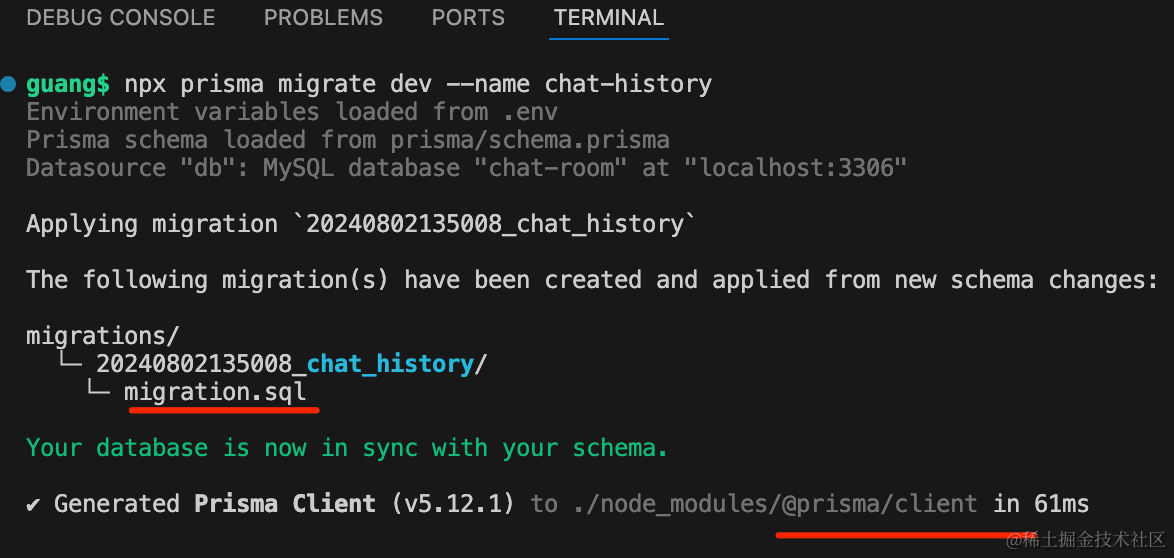 DEBUG CONSOLE PROBLEMS PORTS TERMINAL
guang$ npx prisma migrate dev --name chat-history
Environment variables loaded from .env
Prisma schema loaded from prisma/schema.prisma
Datasource "db": MySQL database "chat-room" at "localhost:3306"
Applying migration `20240802135008_chat_history`
The following migration(s) have been created and applied from new schema changes:
migrations/
└─ 20240802135008_chat_history/
└─ migration.sql
Your database is now in sync with your schema.
✔ Generated Prisma Client (v5.12.1) to ./node_modules/@prisma/client in 61ms
@稀土掘金技术社区